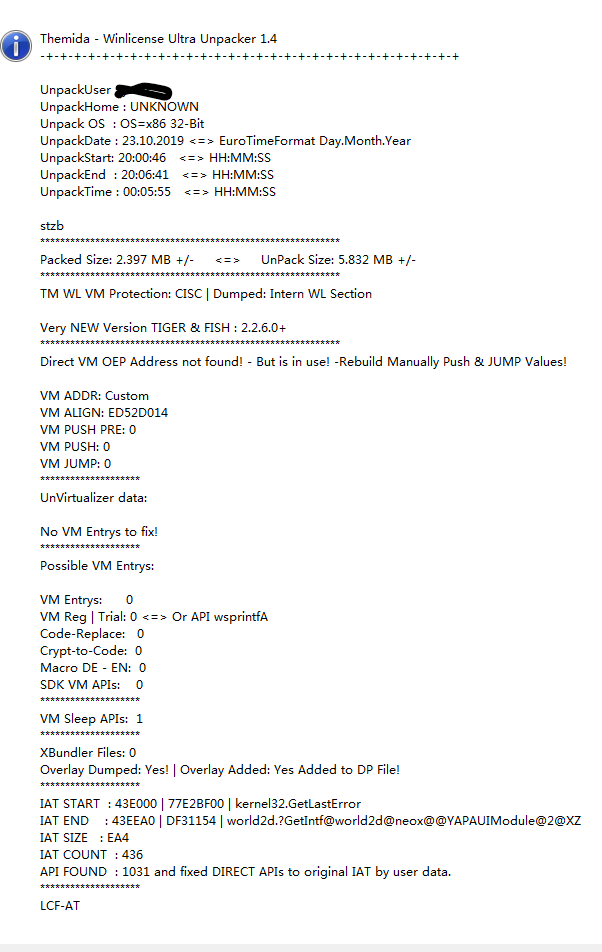 Themida - Winlicense Ultra Unpacker 1.4
-+-+-+-+-+-+-+-+-+-+-+-+-+-+-+-+-+-+-+-+-+-+-+-+-+-+-+-+-+-+
UnpackUser
UnpackHome : UNKNOWN
Unpack OS : OS=x86 32-Bit
UnpackDate : 23.10.2019 <=> EuroTimeFormat Day.Month.Year
UnpackStart: 20:00:46 <=> HH:MM:SS
UnpackEnd : 20:06:41 <=> HH:MM:SS
UnpackTime : 00:05:55 <=> HH:MM:SS
stzb
************************************************************
Packed Size: 2.397 MB +/- <=> UnPack Size: 5.832 MB +/-
************************************************************
TM WL VM Protection: CISC | Dumped: Intern WL Section
Very NEW Version TIGER & FISH : 2.2.6.0+
************************************************************
Direct VM OEP Address not found! - But is in use! -Rebuild Manually Push & JUMP Values!
VM ADDR: Custom
VM ALIGN: ED52D014
VM PUSH PRE: 0
VM PUSH: 0
VM JUMP: 0
********************
UnVirtualizer data:
No VM Entrys to fix!
********************
Possible VM Entrys:
VM Entrys: 0
VM Reg | Trial: 0 <=> Or API wsprintfA
Code-Replace: 0
Crypt-to-Code: 0
Macro DE - EN: 0
SDK VM APIs: 0
********************
VM Sleep APIs: 1
********************
XBundler Files: 0
Overlay Dumped: Yes! | Overlay Added: Yes Added to DP File!
********************
IAT START : 43E000 | 77E2BF00 | kernel32.GetLastError
IAT END : 43EEA0 | DF31154 | world2d.?GetIntf@world2d@neox@@YAPAUIModule@2@XZ
IAT SIZE : EA4
IAT COUNT : 436
API FOUND : 1031 and fixed DIRECT APIs to original IAT by user data.
********************
LCF-AT